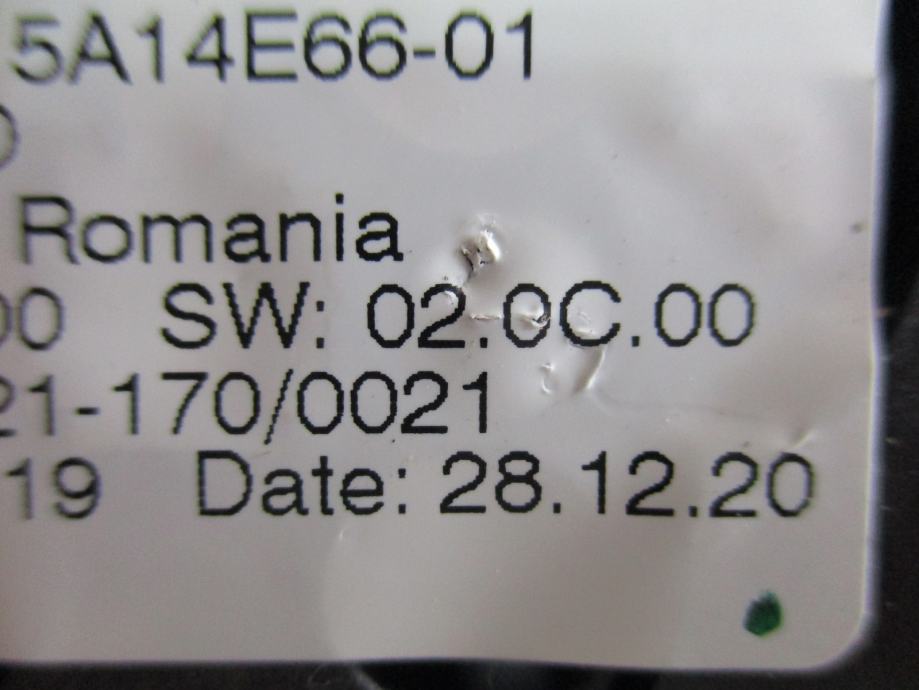 5A14E66-01
Romania
00 SW: 02.0C.00
21-170/0021
19 Date: 28.12.20